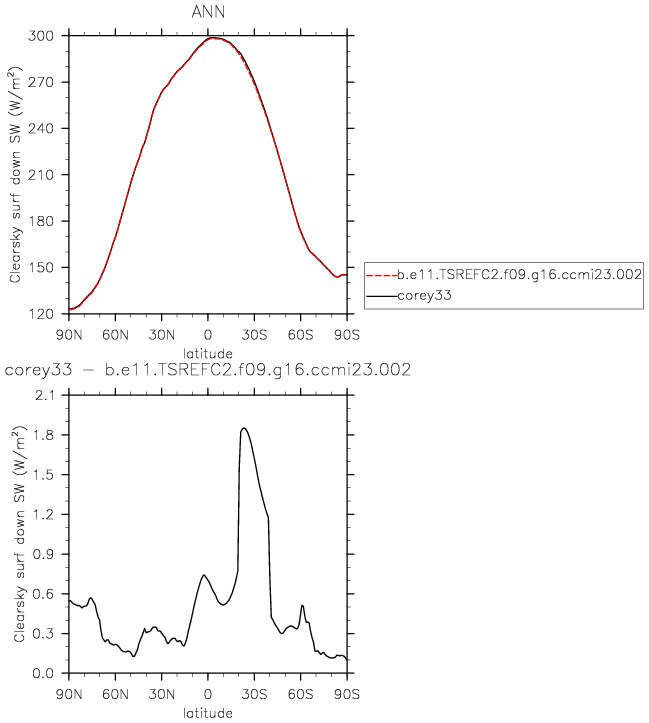 ANN
Clearsky surf down SW (W/m²)
300
270
240
210
180
150
120
90N 60N 30N 0 30S 60S 90S
latitude
b.e11.TSREFC2.f09.g16.ccmi23.002
corey33
corey33 - b.e11.TSREFC2.f09.g16.ccmi23.002
Clearsky surf down SW (W/m²)
2.1
1.8
1.5
1.2
0.9
0.6
0.3
0.0
90N 60N 30N 0 30S 60S 90S
latitude